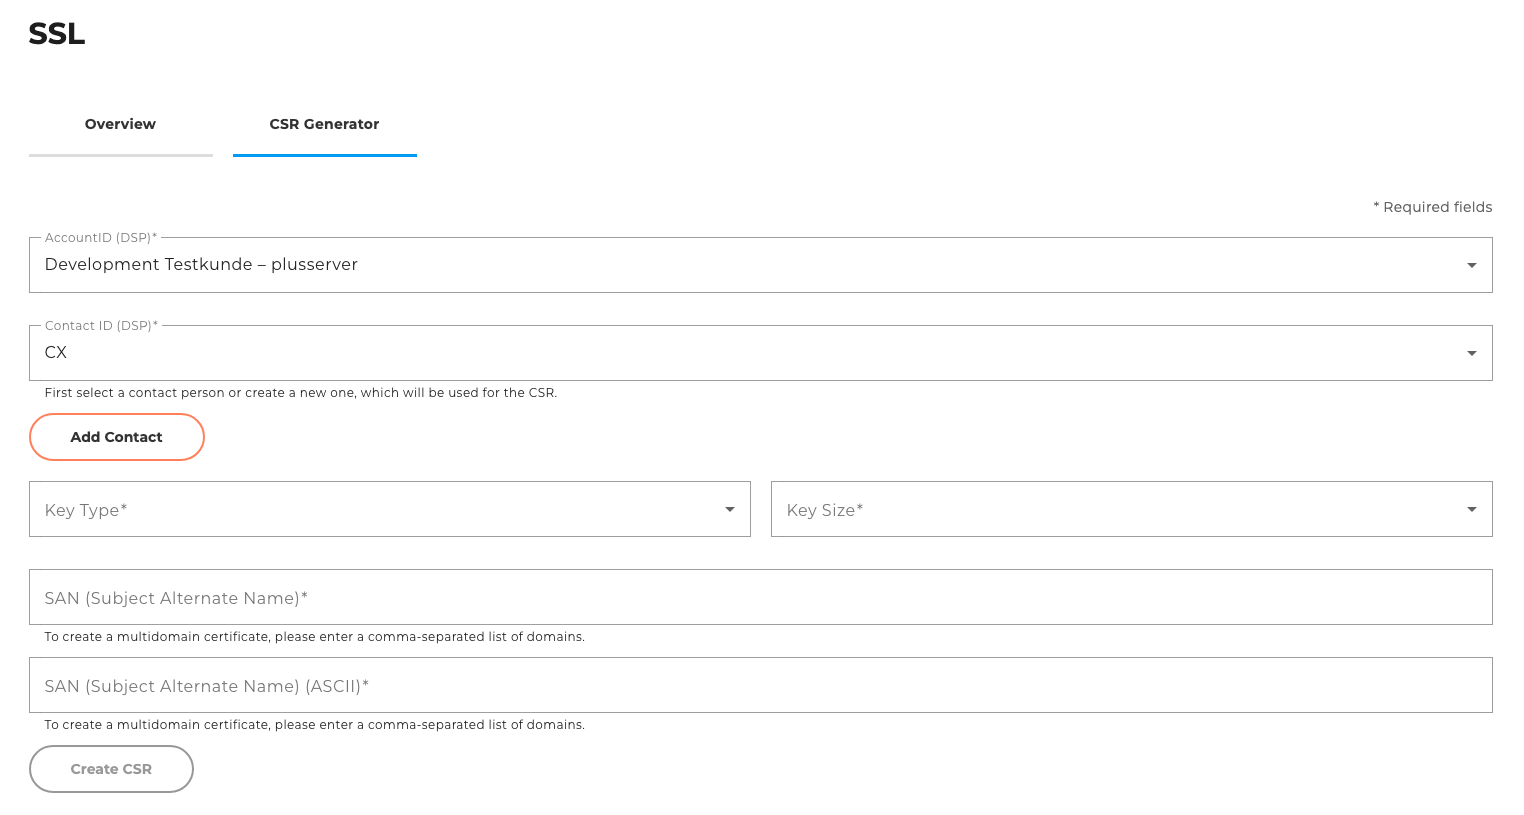 SSL
Overview CSR Generator
* Required fields
AccountID (DSP)*
Development Testkunde – plusserver
Contact ID (DSP)*
CX
First select a contact person or create a new one, which will be used for the CSR.
Add Contact
Key Type* Key Size*
SAN (Subject Alternate Name)*
To create a multidomain certificate, please enter a comma-separated list of domains.
SAN (Subject Alternate Name) (ASCII)*
To create a multidomain certificate, please enter a comma-separated list of domains.
Create CSR